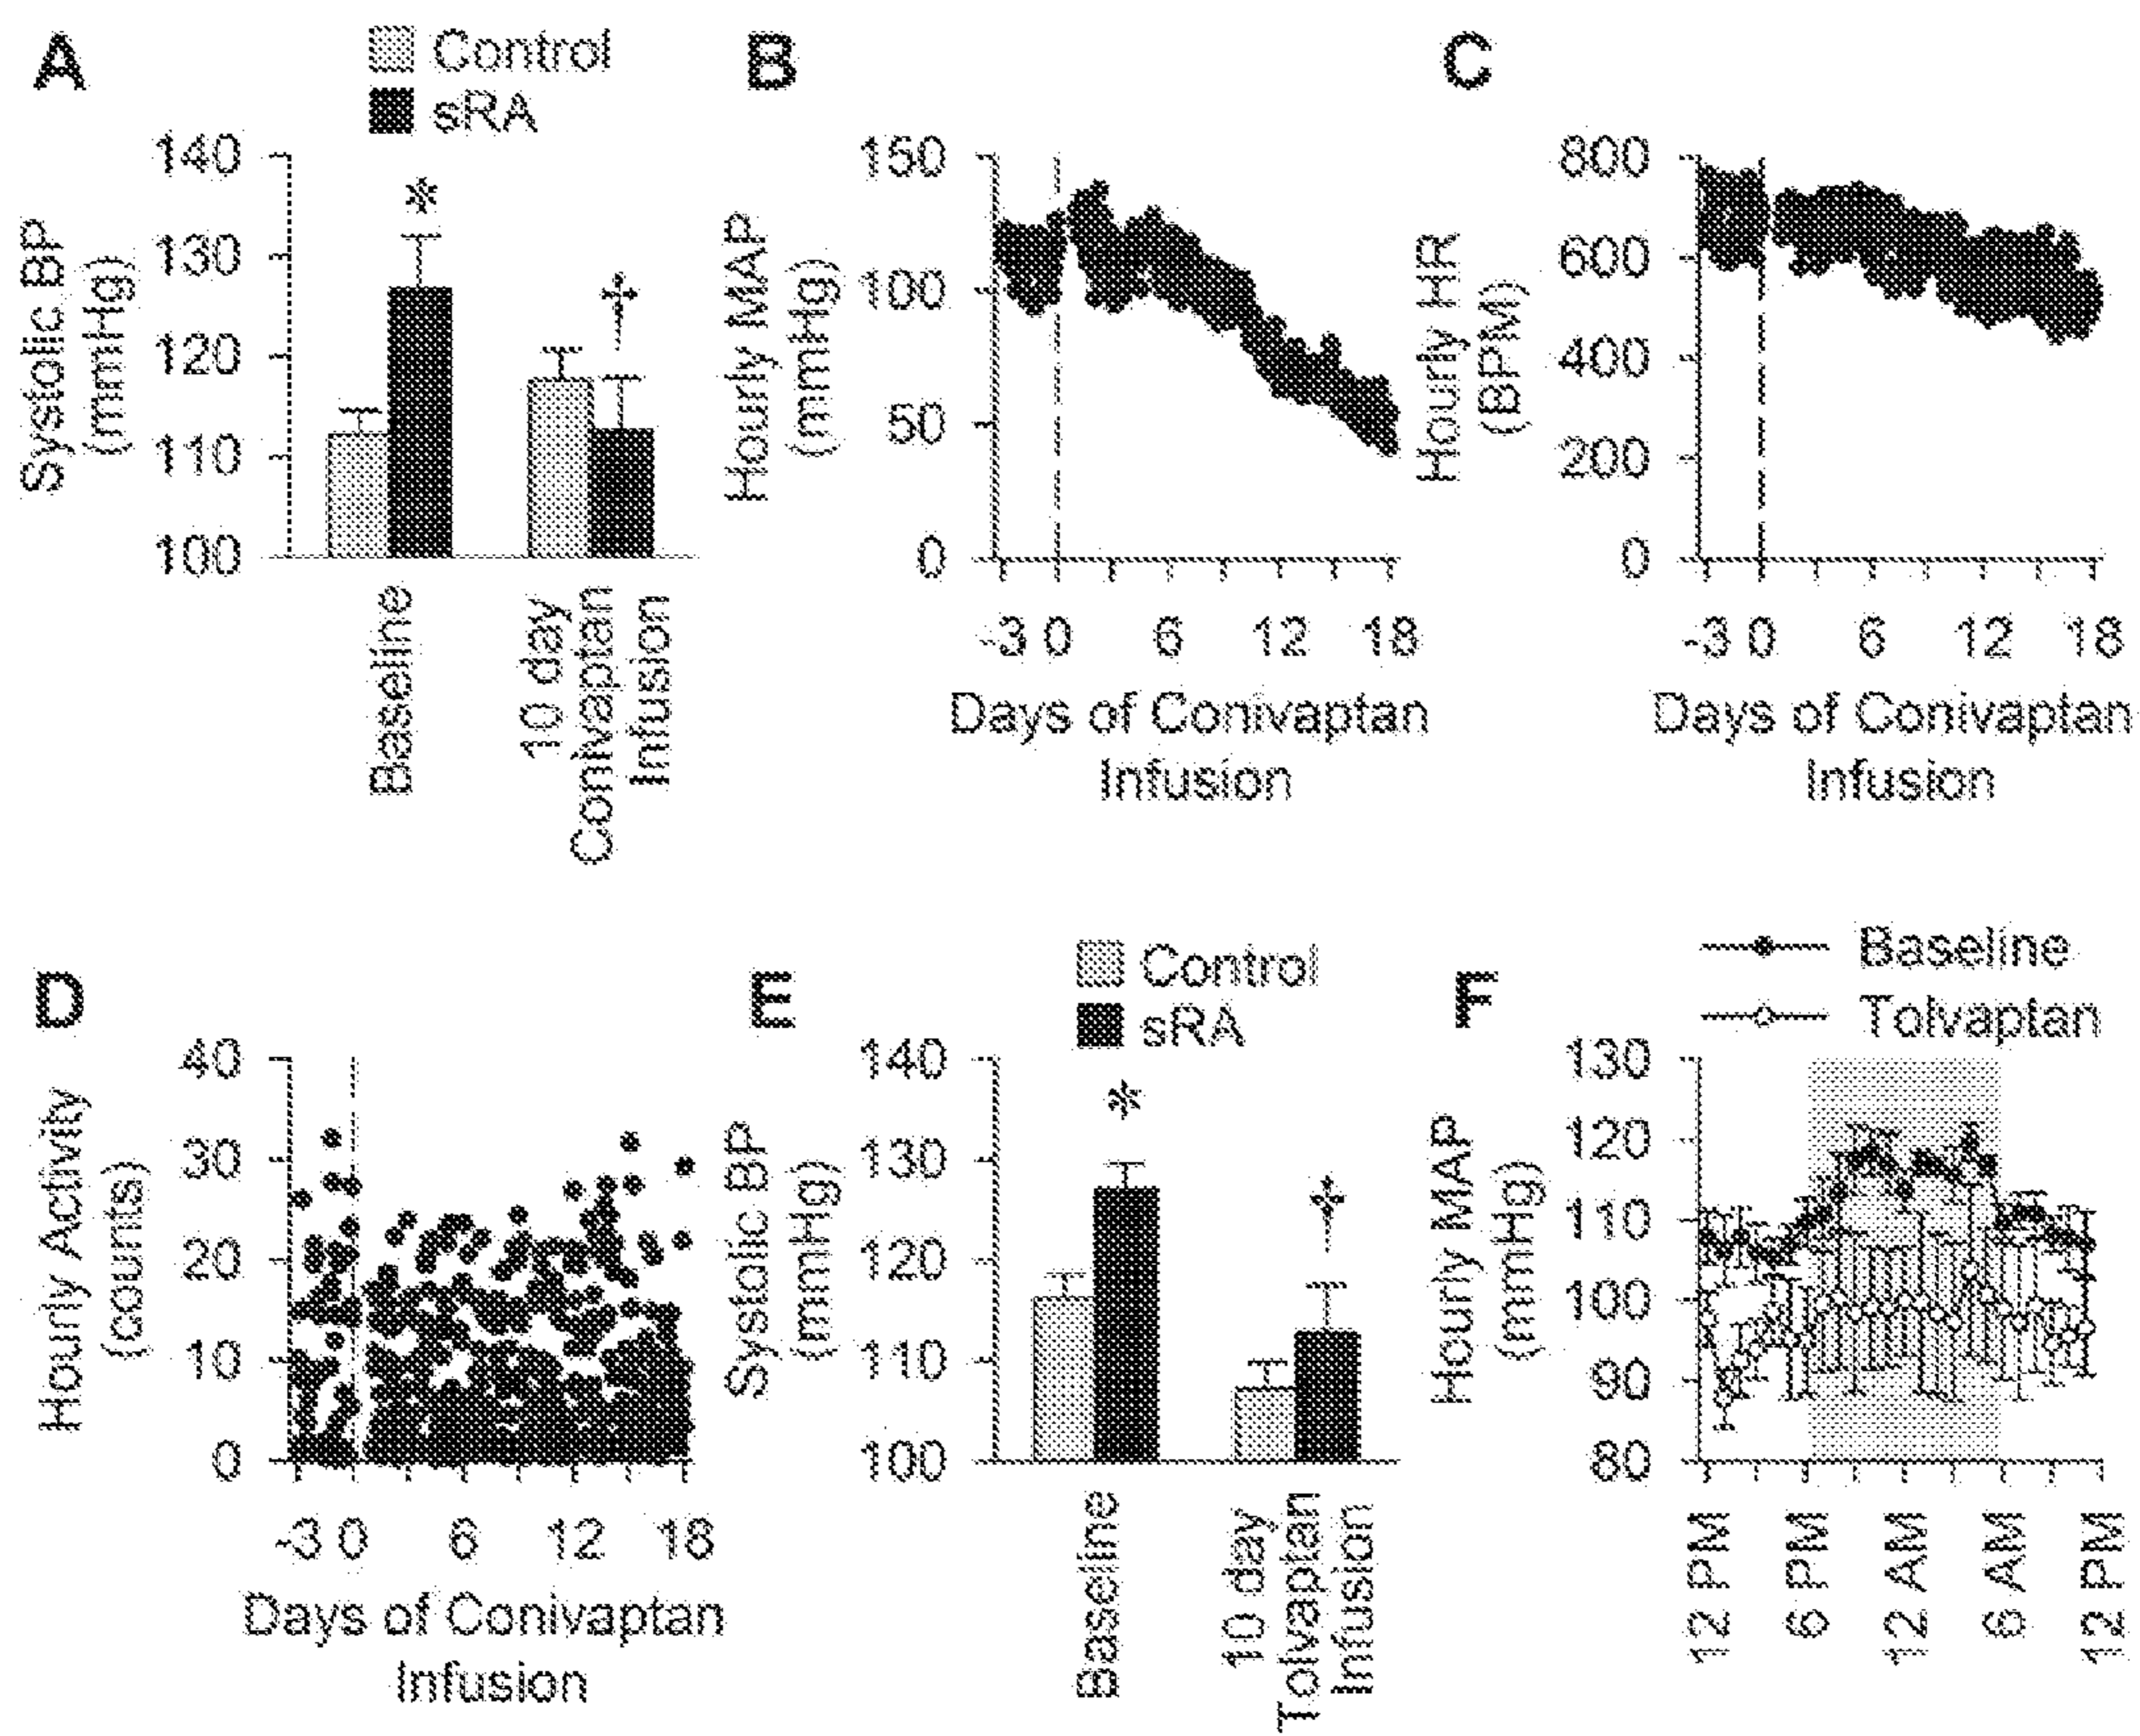 A
Control
sRA
Systolic BP
(mmHg)
140
130
120
110
100
*
†
Baseline
10 day
Conivaptan
Infusion
B
Hourly MAP
(mmHg)
150
100
50
0
-3 0 6 12 18
Days of Conivaptan
Infusion
C
Hourly HR
(BPM)
800
600
400
200
0
-3 0 6 12 18
Days of Conivaptan
Infusion
D
Hourly Activity
(counts)
40
30
20
10
0
-3 0 6 12 18
Days of Conivaptan
Infusion
E
Control
sRA
Systolic BP
(mmHg)
140
130
120
110
100
*
†
Baseline
10 day
Tolvaptan
Infusion
F
Baseline
Tolvaptan
Hourly MAP
(mmHg)
130
120
110
100
90
80
12 PM
6 PM
12 AM
6 AM
12 PM